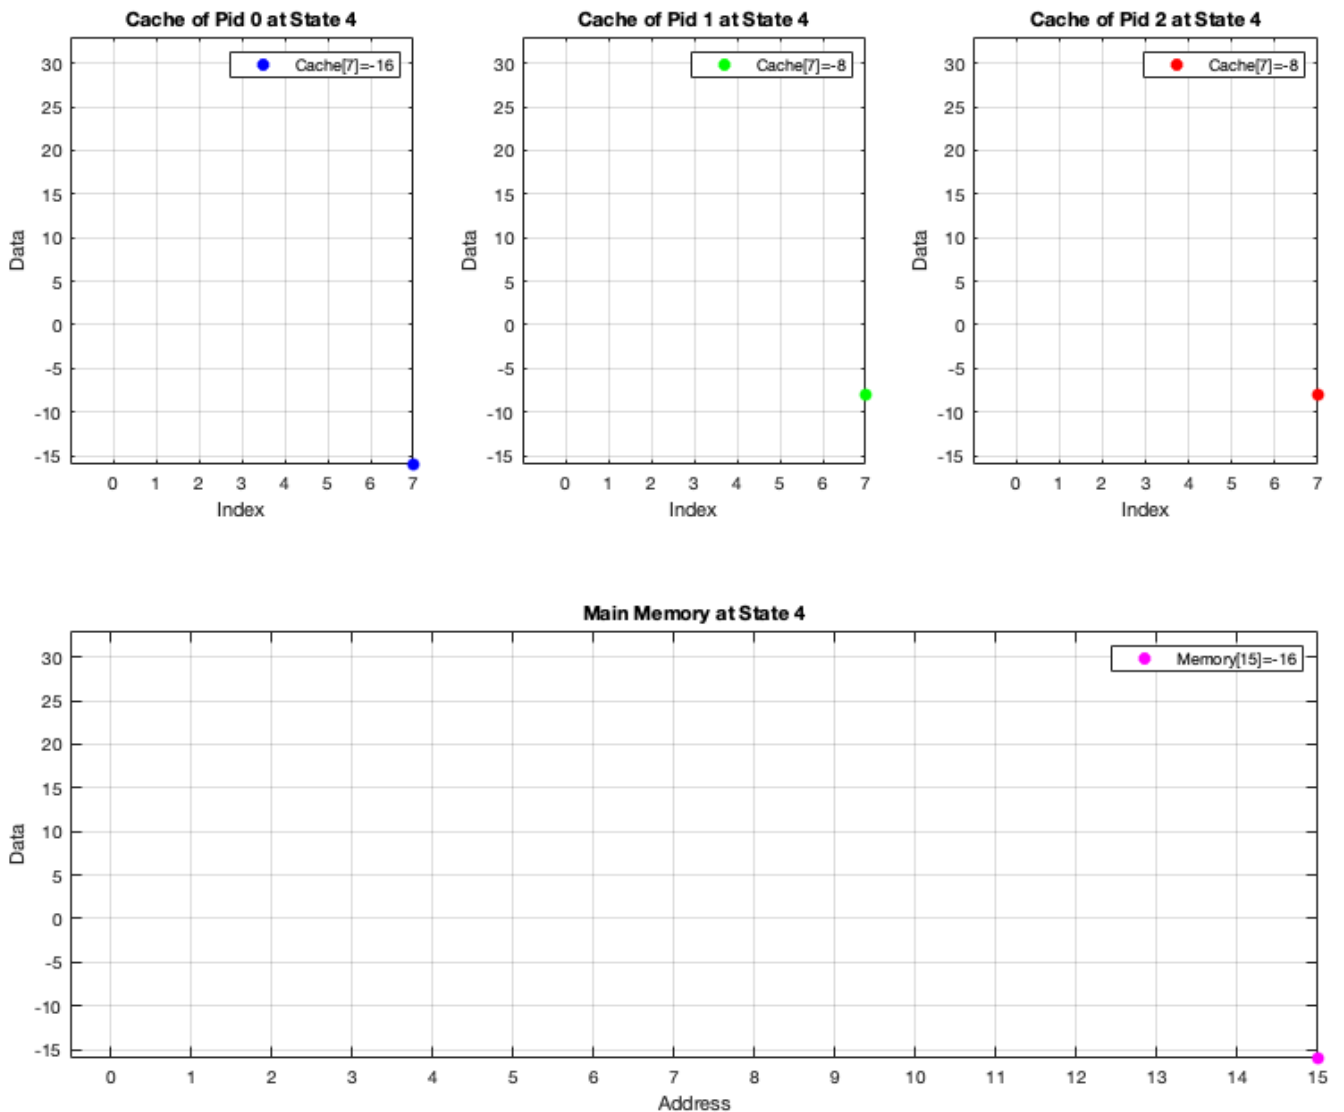 Cache of Pid 0 at State 4
Cache[7]=-16
30
25
20
15
10
5
0
-5
-10
-15
Data
0 1 2 3 4 5 6 7
Index
Cache of Pid 1 at State 4
Cache[7]=-8
30
25
20
15
10
5
0
-5
-10
-15
Data
0 1 2 3 4 5 6 7
Index
Cache of Pid 2 at State 4
Cache[7]=-8
30
25
20
15
10
5
0
-5
-10
-15
Data
0 1 2 3 4 5 6 7
Index
Main Memory at State 4
Memory[15]=-16
30
25
20
15
10
5
0
-5
-10
-15
Data
0 1 2 3 4 5 6 7 8 9 10 11 12 13 14 15
Address